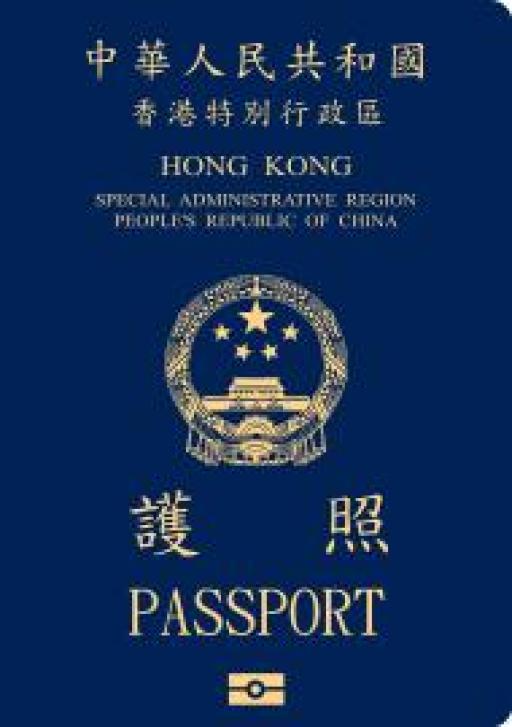 中華人民共和國
香港特別行政區
HONG KONG
SPECIAL ADMINISTRATIVE REGION
PEOPLE'S REPUBLIC OF CHINA
護 照
PASSPORT